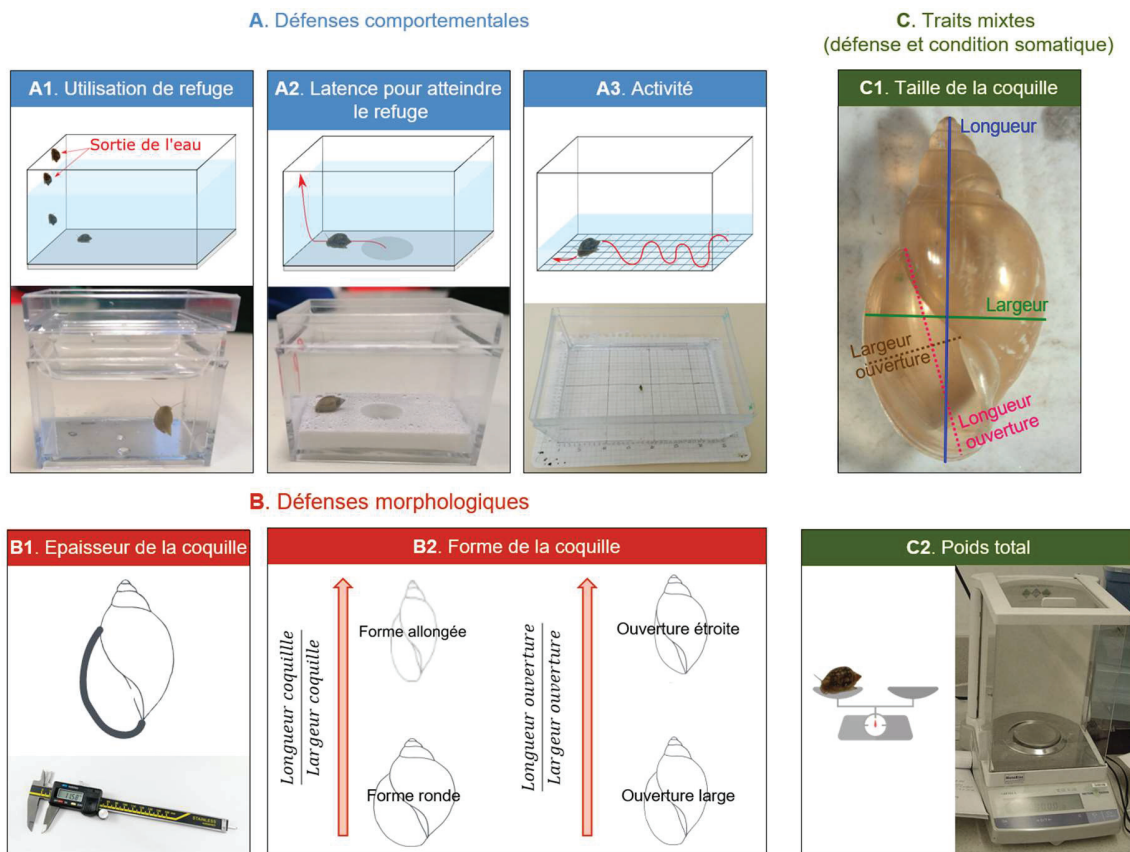 A. Défenses comportementales
C. Traits mixtes
(défense et condition somatique)
A1. Utilisation de refuge
Sortie de l'eau
A2. Latence pour atteindre
le refuge
A3. Activité
C1. Taille de la coquille
Longueur
Largeur
Largeur
ouverture
Longueur
ouverture
B. Défenses morphologiques
B1. Epaisseur de la coquille
STAINLESS
B2. Forme de la coquille
Longueur coquillle
Largeur coquille
Forme allongée
Forme ronde
Longueur ouverture
Largeur ouverture
Ouverture étroite
Ouverture large
C2. Poids total